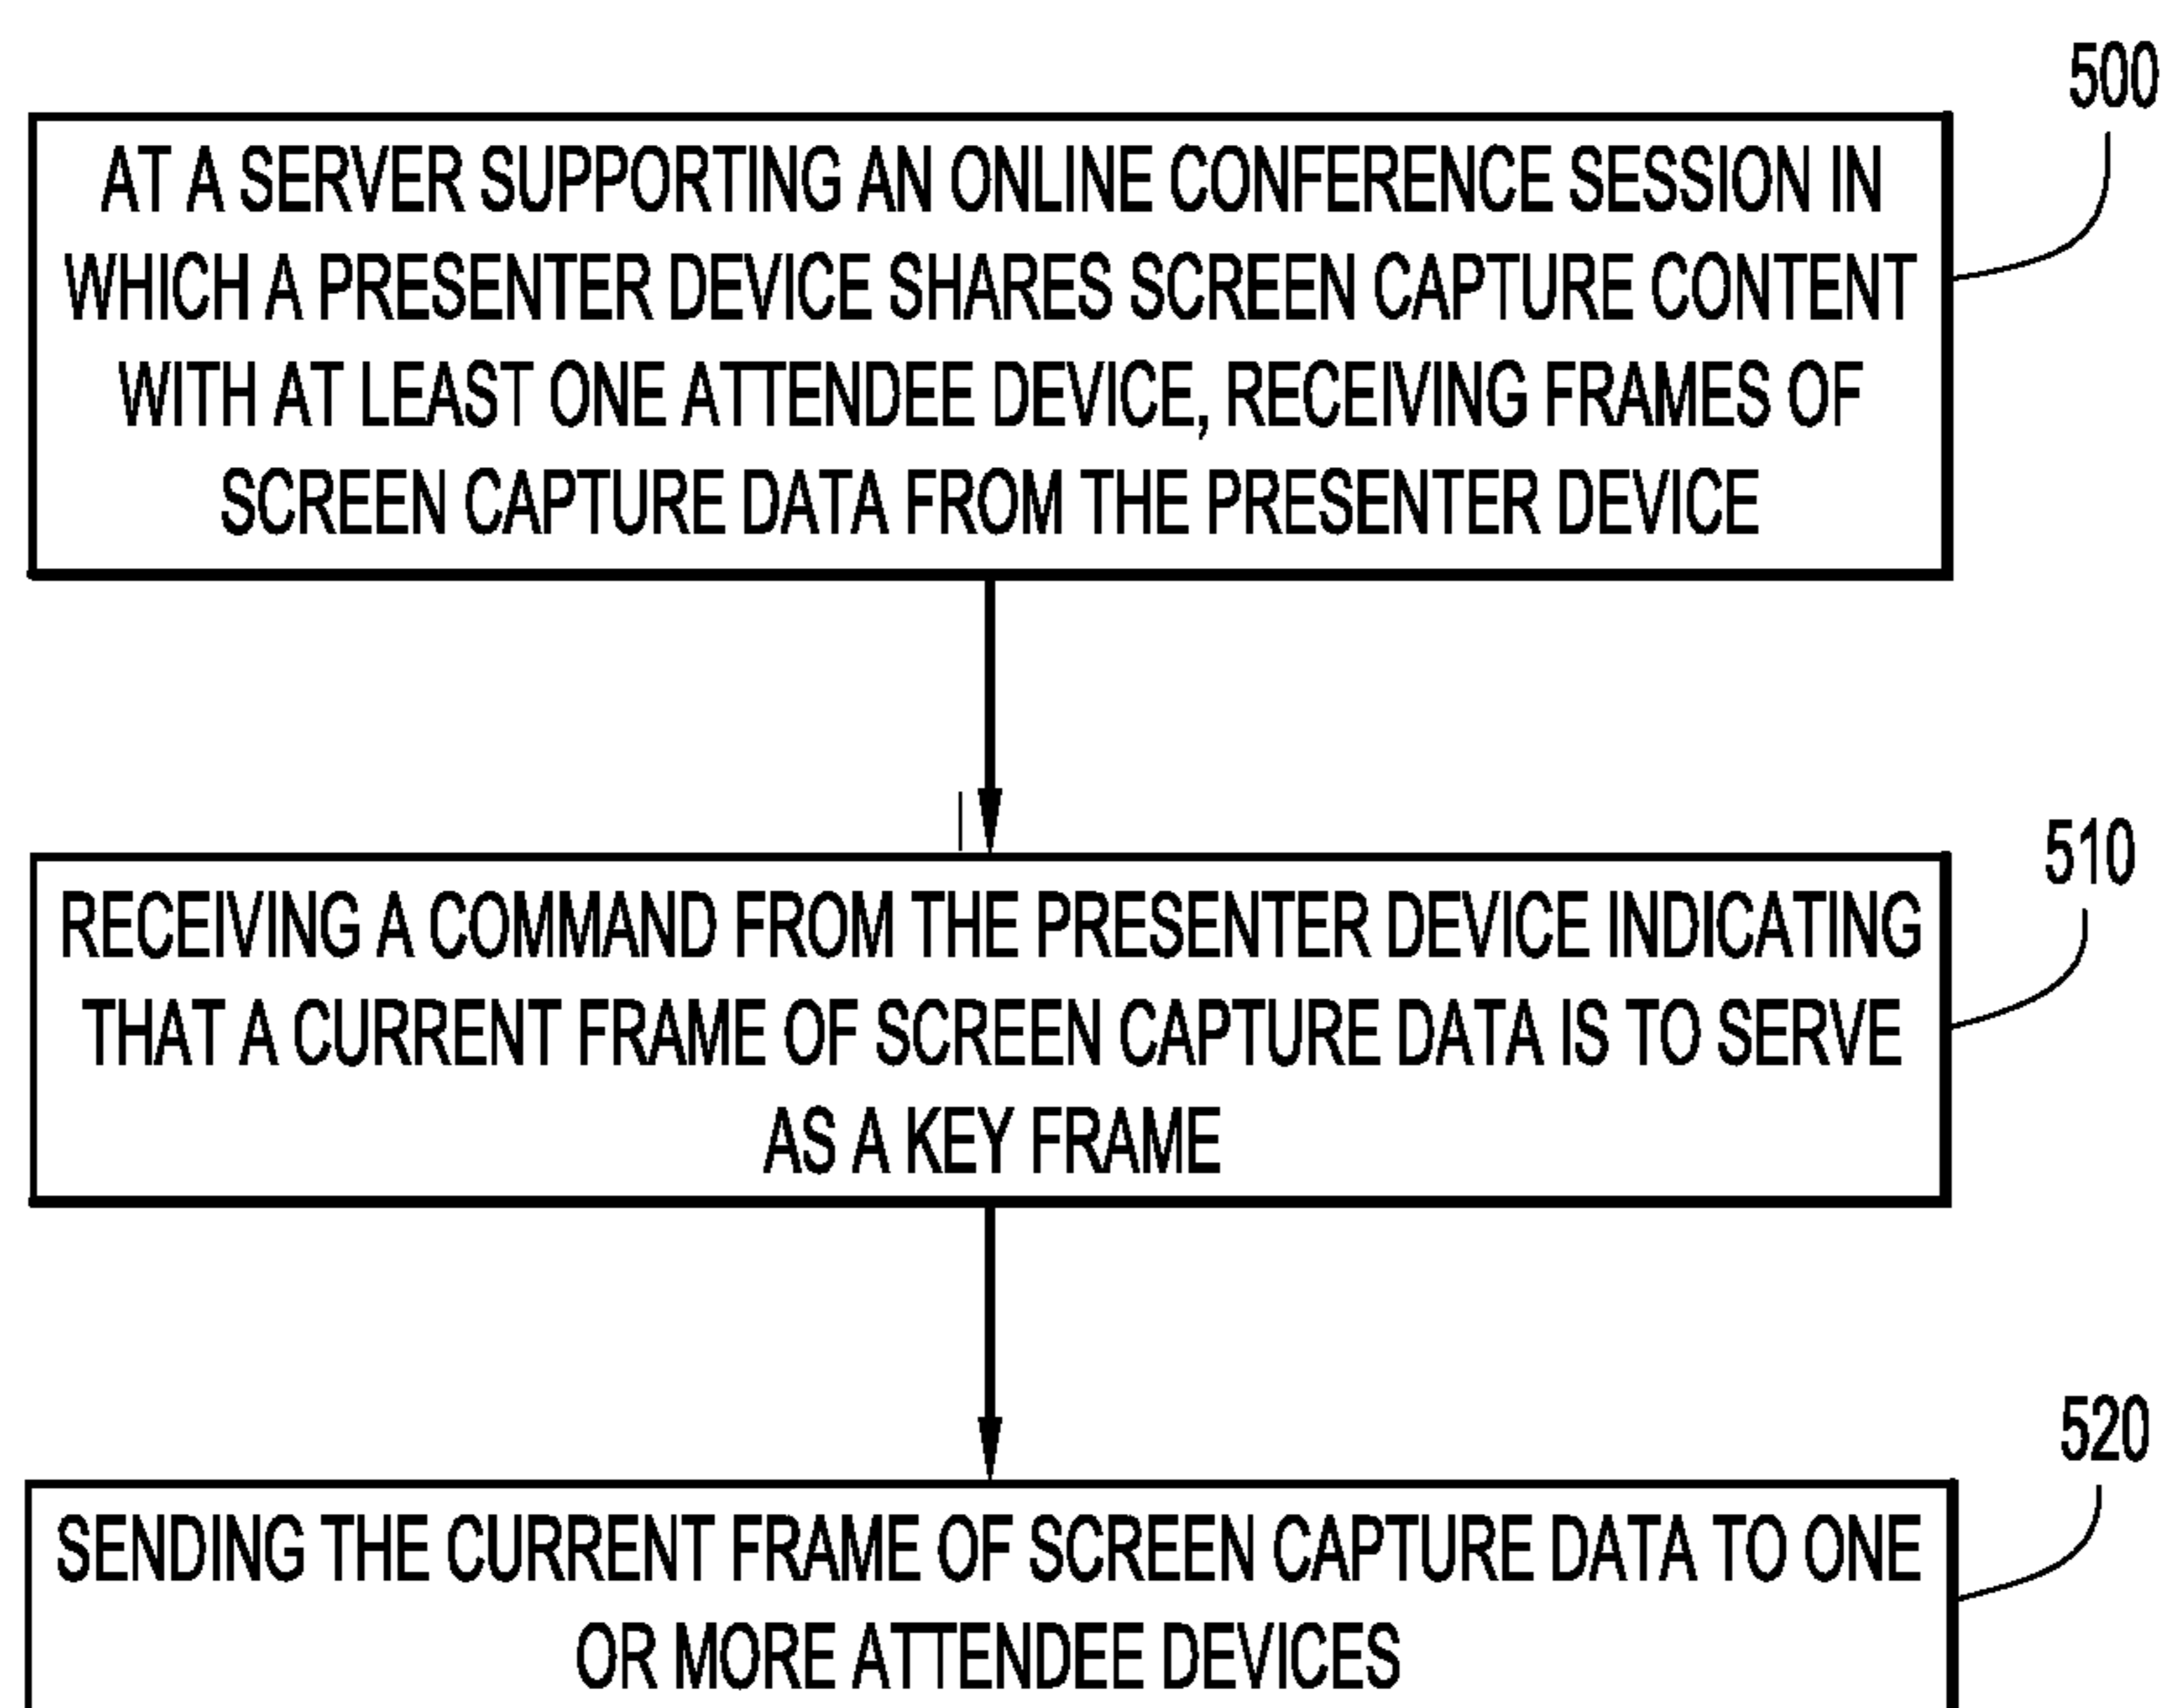 500
AT A SERVER SUPPORTING AN ONLINE CONFERENCE SESSION IN
WHICH A PRESENTER DEVICE SHARES SCREEN CAPTURE CONTENT
WITH AT LEAST ONE ATTENDEE DEVICE, RECEIVING FRAMES OF
SCREEN CAPTURE DATA FROM THE PRESENTER DEVICE
510
RECEIVING A COMMAND FROM THE PRESENTER DEVICE INDICATING
THAT A CURRENT FRAME OF SCREEN CAPTURE DATA IS TO SERVE
AS A KEY FRAME
520
SENDING THE CURRENT FRAME OF SCREEN CAPTURE DATA TO ONE
OR MORE ATTENDEE DEVICES